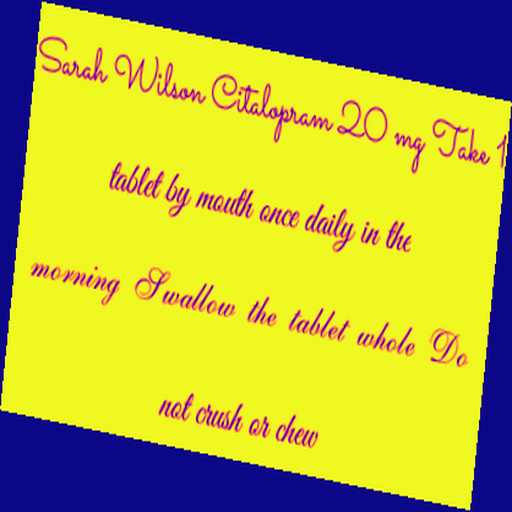 Sarah Wilson Citalopram 20 mg Take 1
tablet by mouth once daily in the
morning Swallow the tablet whole Do
not crush or chew